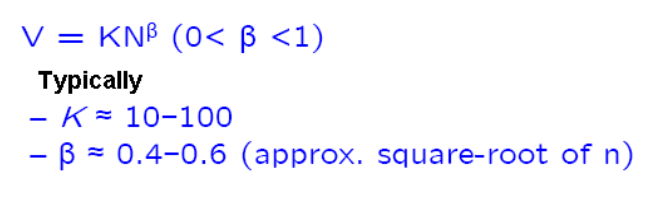 V = KNᵝ (0< β <1)
Typically
– K ≈ 10–100
– β ≈ 0.4–0.6 (approx. square-root of n)